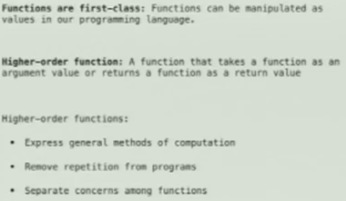 Functions are first-class: Functions can be manipulated as
values in our programming language.
Higher-order function: A function that takes a function as an
argument value or returns a function as a return value
Higher-order functions:
• Express general methods of computation
• Remove repetition from programs
• Separate concerns among functions